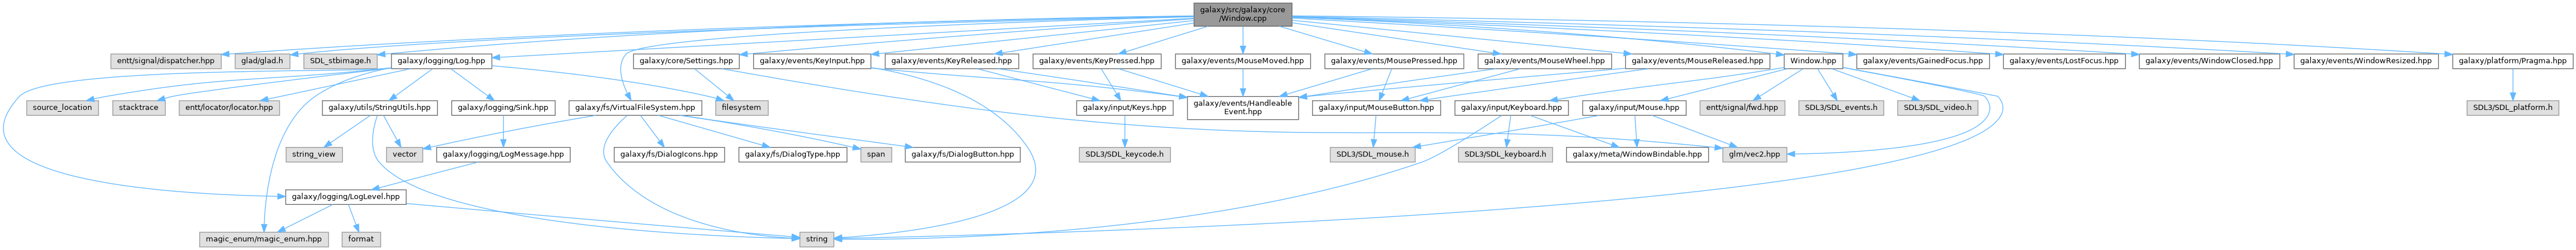 galaxy/src/galaxy/core
/Window.cpp
entt/signal/dispatcher.hpp
glad/glad.h
SDL_stbimage.h
galaxy/logging/Log.hpp
galaxy/core/Settings.hpp
galaxy/events/KeyInput.hpp
galaxy/events/KeyReleased.hpp
galaxy/events/KeyPressed.hpp
galaxy/events/MouseMoved.hpp
galaxy/events/MousePressed.hpp
galaxy/events/MouseWheel.hpp
galaxy/events/MouseReleased.hpp
Window.hpp
galaxy/events/GainedFocus.hpp
galaxy/events/LostFocus.hpp
galaxy/events/WindowClosed.hpp
galaxy/events/WindowResized.hpp
galaxy/platform/Pragma.hpp
source_location
stacktrace
entt/locator/locator.hpp
galaxy/utils/StringUtils.hpp
galaxy/logging/Sink.hpp
galaxy/fs/VirtualFileSystem.hpp
filesystem
galaxy/input/Keys.hpp
galaxy/events/Handleable
Event.hpp
galaxy/input/MouseButton.hpp
galaxy/input/Keyboard.hpp
galaxy/input/Mouse.hpp
entt/signal/fwd.hpp
SDL3/SDL_events.h
SDL3/SDL_video.h
SDL3/SDL_platform.h
string_view
vector
galaxy/logging/LogMessage.hpp
galaxy/fs/DialogIcons.hpp
galaxy/fs/DialogType.hpp
span
galaxy/fs/DialogButton.hpp
SDL3/SDL_keycode.h
SDL3/SDL_mouse.h
SDL3/SDL_keyboard.h
galaxy/meta/WindowBindable.hpp
glm/vec2.hpp
galaxy/logging/LogLevel.hpp
magic_enum/magic_enum.hpp
format
string